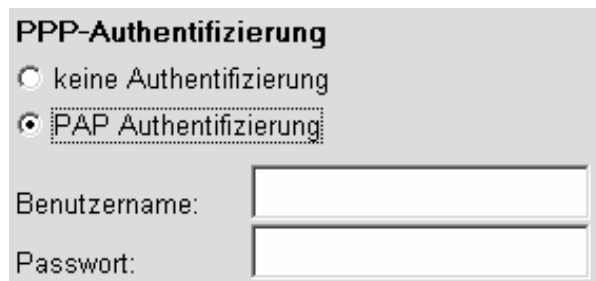 PPP-Authentifizierung
keine Authentifizierung
PAP Authentifizierung
Benutzername:
Passwort: